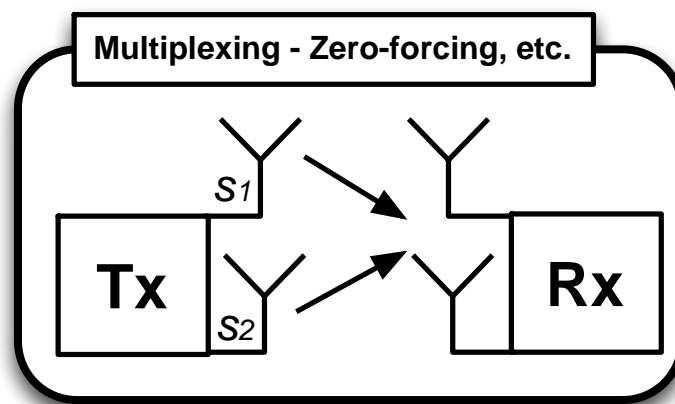 Multiplexing - Zero-forcing, etc.
S1
Tx
Rx
S2